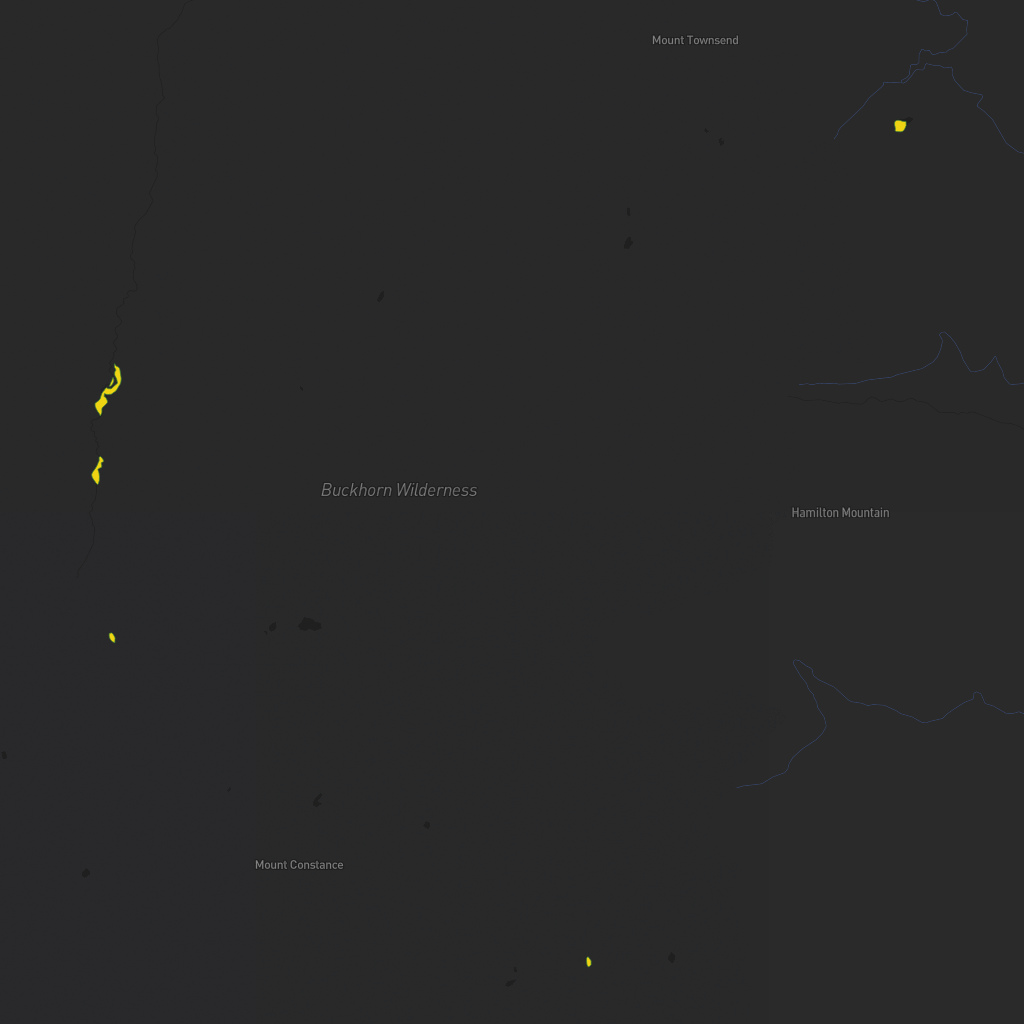 Mount Townsend
Buckhorn Wilderness
Hamilton Mountain
Mount Constance